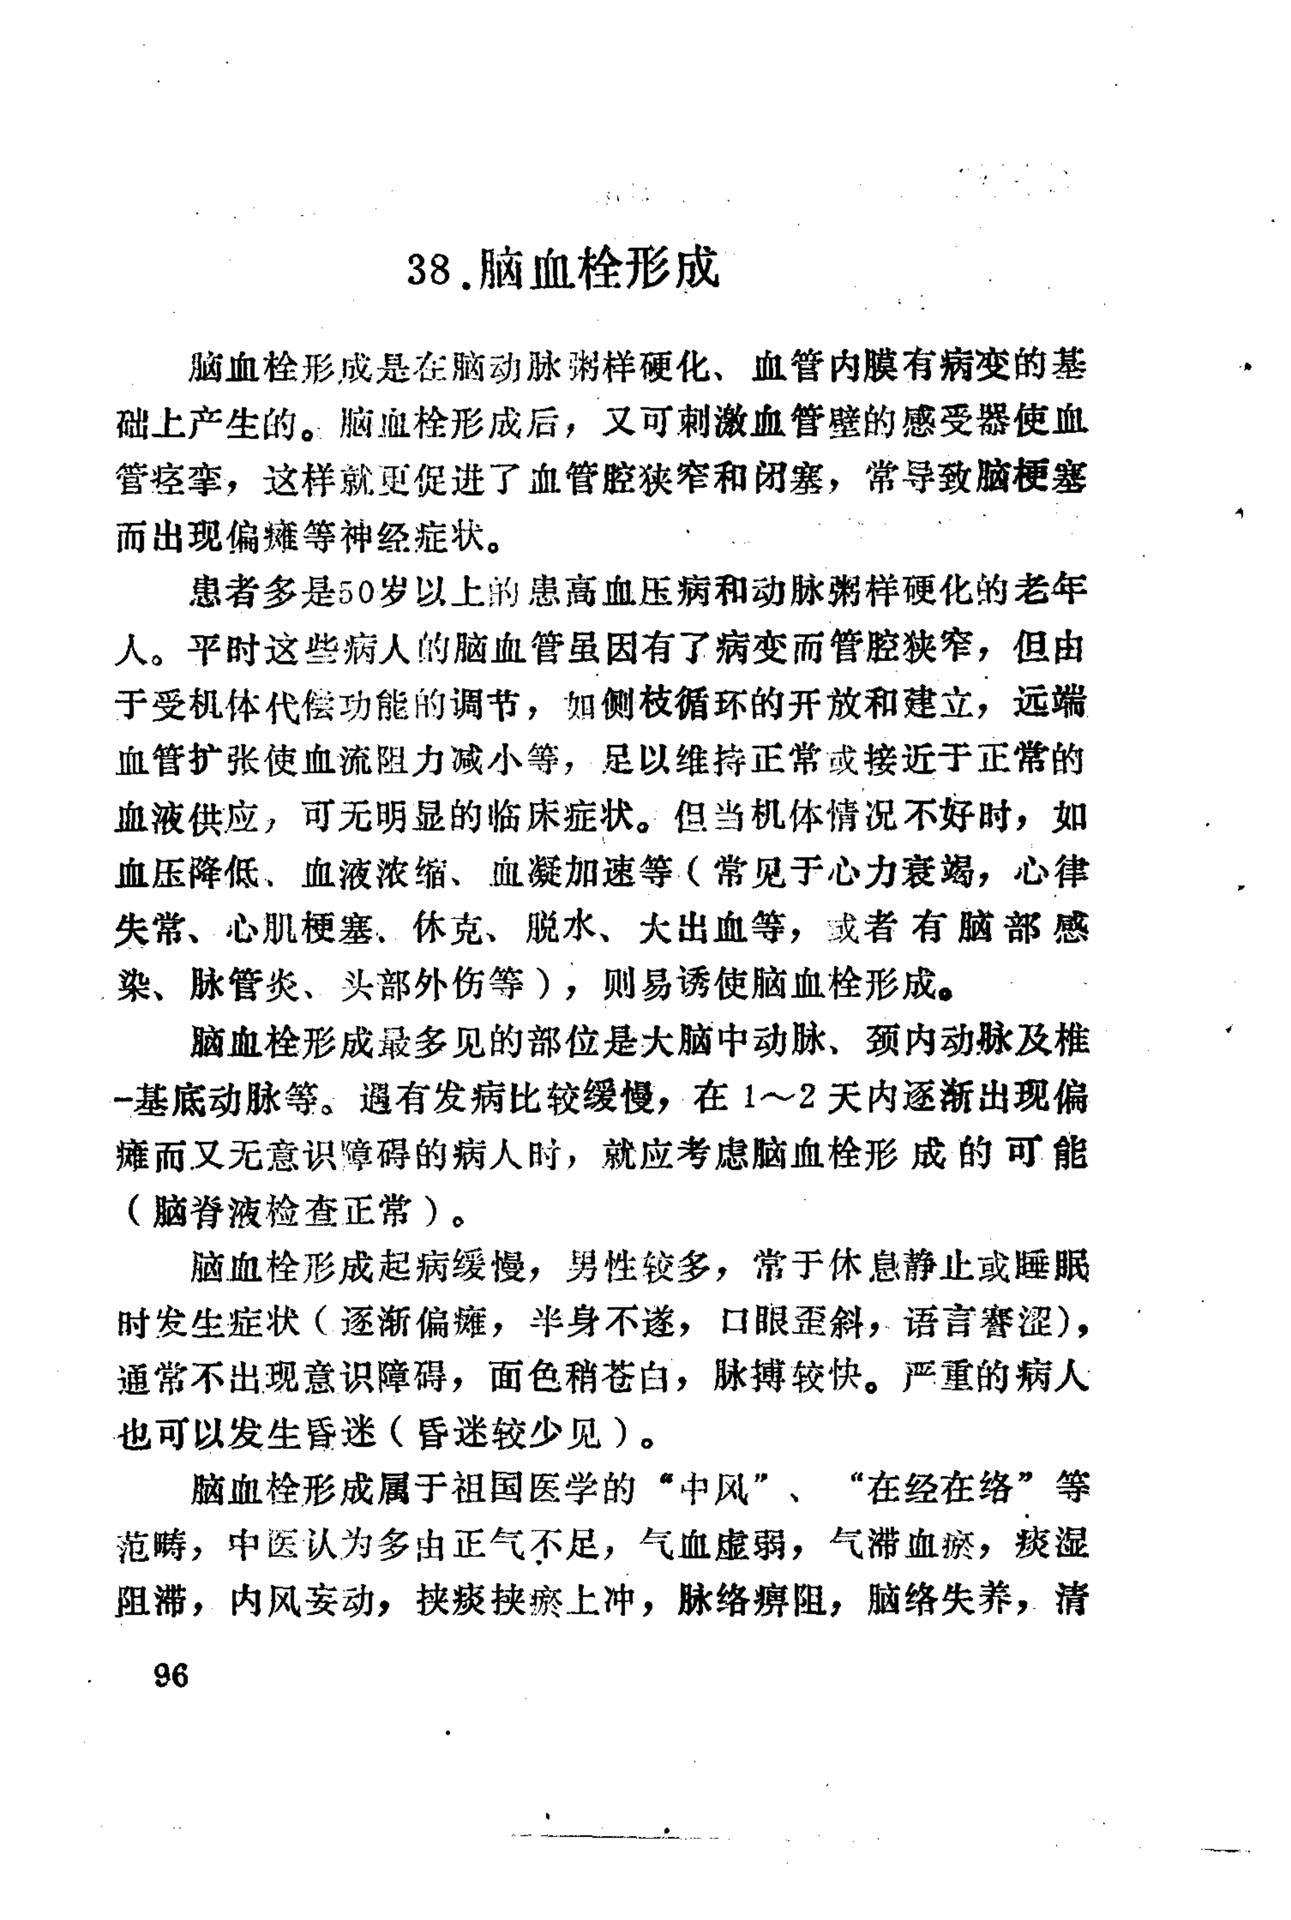 38.脑血栓形成
脑血栓形成是在脑动脉粥样硬化、血管内膜有病变的基
础上产生的。脑血栓形成后，又可刺激血管壁的感受器使血
管痉挛，这样就更促进了血管腔狭窄和闭塞，常导致脑梗塞
而出现偏瘫等神经症状。
患者多是50岁以上的患高血压病和动脉粥样硬化的老年
人。平时这些病人的脑血管虽因有了病变而管腔狭窄，但由
于受机体代偿功能的调节，如侧枝循环的开放和建立，远端
血管扩张使血流阻力减小等，足以维持正常或接近于正常的
血液供应，可无明显的临床症状。但当机体情况不好时，如
血压降低、血液浓缩、血凝加速等（常见于心力衰竭，心律
失常、心肌梗塞、休克、脱水、大出血等，或者有脑部感
染、脉管炎、头部外伤等），则易诱使脑血栓形成。
脑血栓形成最多见的部位是大脑中动脉、颈内动脉及椎
-基底动脉等。遇有发病比较缓慢，在1～2天内逐渐出现偏
瘫而又无意识障碍的病人时，就应考虑脑血栓形成的可能
（脑脊液检查正常）。
脑血栓形成起病缓慢，男性较多，常于休息静止或睡眠
时发生症状（逐渐偏瘫，半身不遂，口眼歪斜，语言謇涩），
通常不出现意识障碍，面色稍苍白，脉搏较快。严重的病人
也可以发生昏迷（昏迷较少见）。
脑血栓形成属于祖国医学的“中风”、“在经在络”等
范畴，中医认为多由正气不足，气血虚弱，气滞血瘀，痰湿
阻滞，内风妄动，挟痰挟瘀上冲，脉络痹阻，脑络失养，清
96